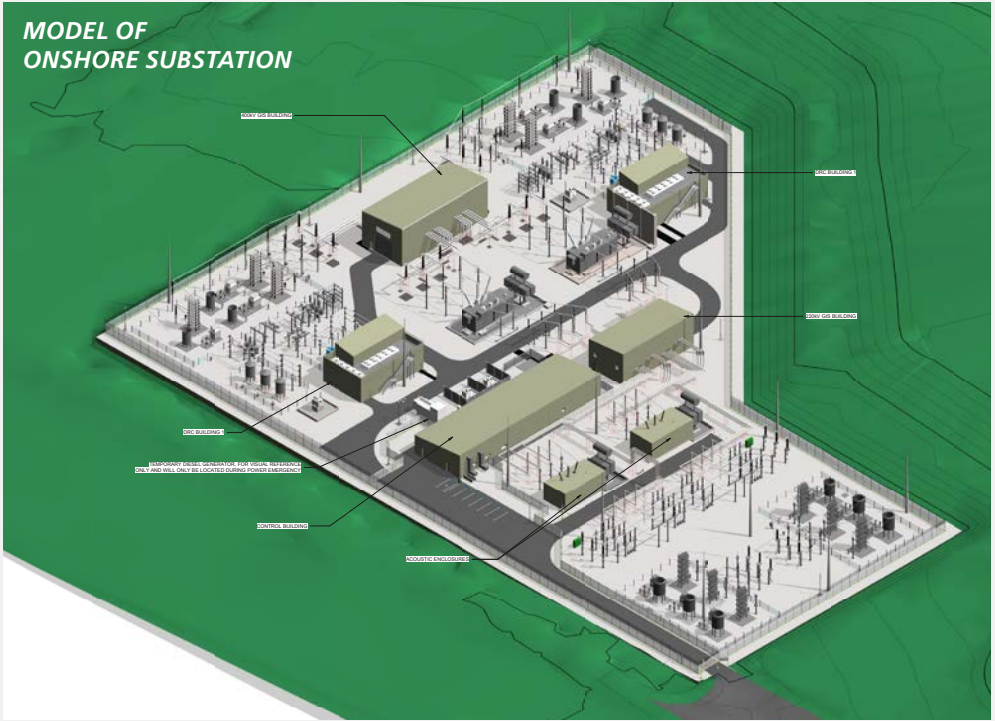 MODEL OF
ONSHORE SUBSTATION
400kV GIS BUILDING
DRC BUILDING 1
220kV GIS BUILDING
DRC BUILDING 1
TEMPORARY DIESEL GENERATOR, FOR VISUAL REFERENCE
ONLY AND WILL ONLY BE LOCATED DURING POWER EMERGENCY
CONTROL BUILDING
ACOUSTIC ENCLOSURES